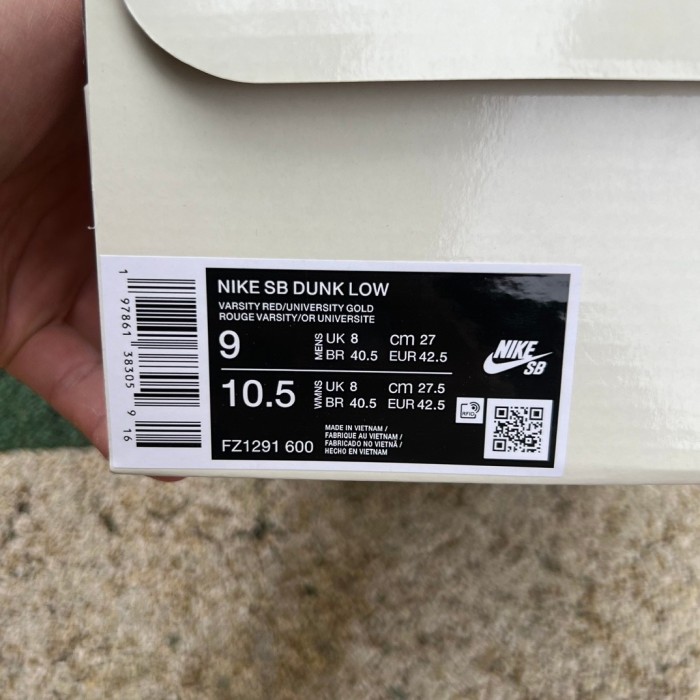 NIKE SB DUNK LOW
VARSITY RED/UNIVERSITY GOLD
ROUGE VARSITY/OR UNIVERSITE
9 MENS UK 8 cm 27
BR 40.5 EUR 42.5
10.5 WMNS UK 8 cm 27.5
BR 40.5 EUR 42.5
FZ1291 600
MADE IN VIETNAM /
FABRIQUE AU VIETNAM /
FABRICADO NO VIETNÃ /
HECHO EN VIETNAM
NIKE
SB
RFID
1 97861 38305 9 16